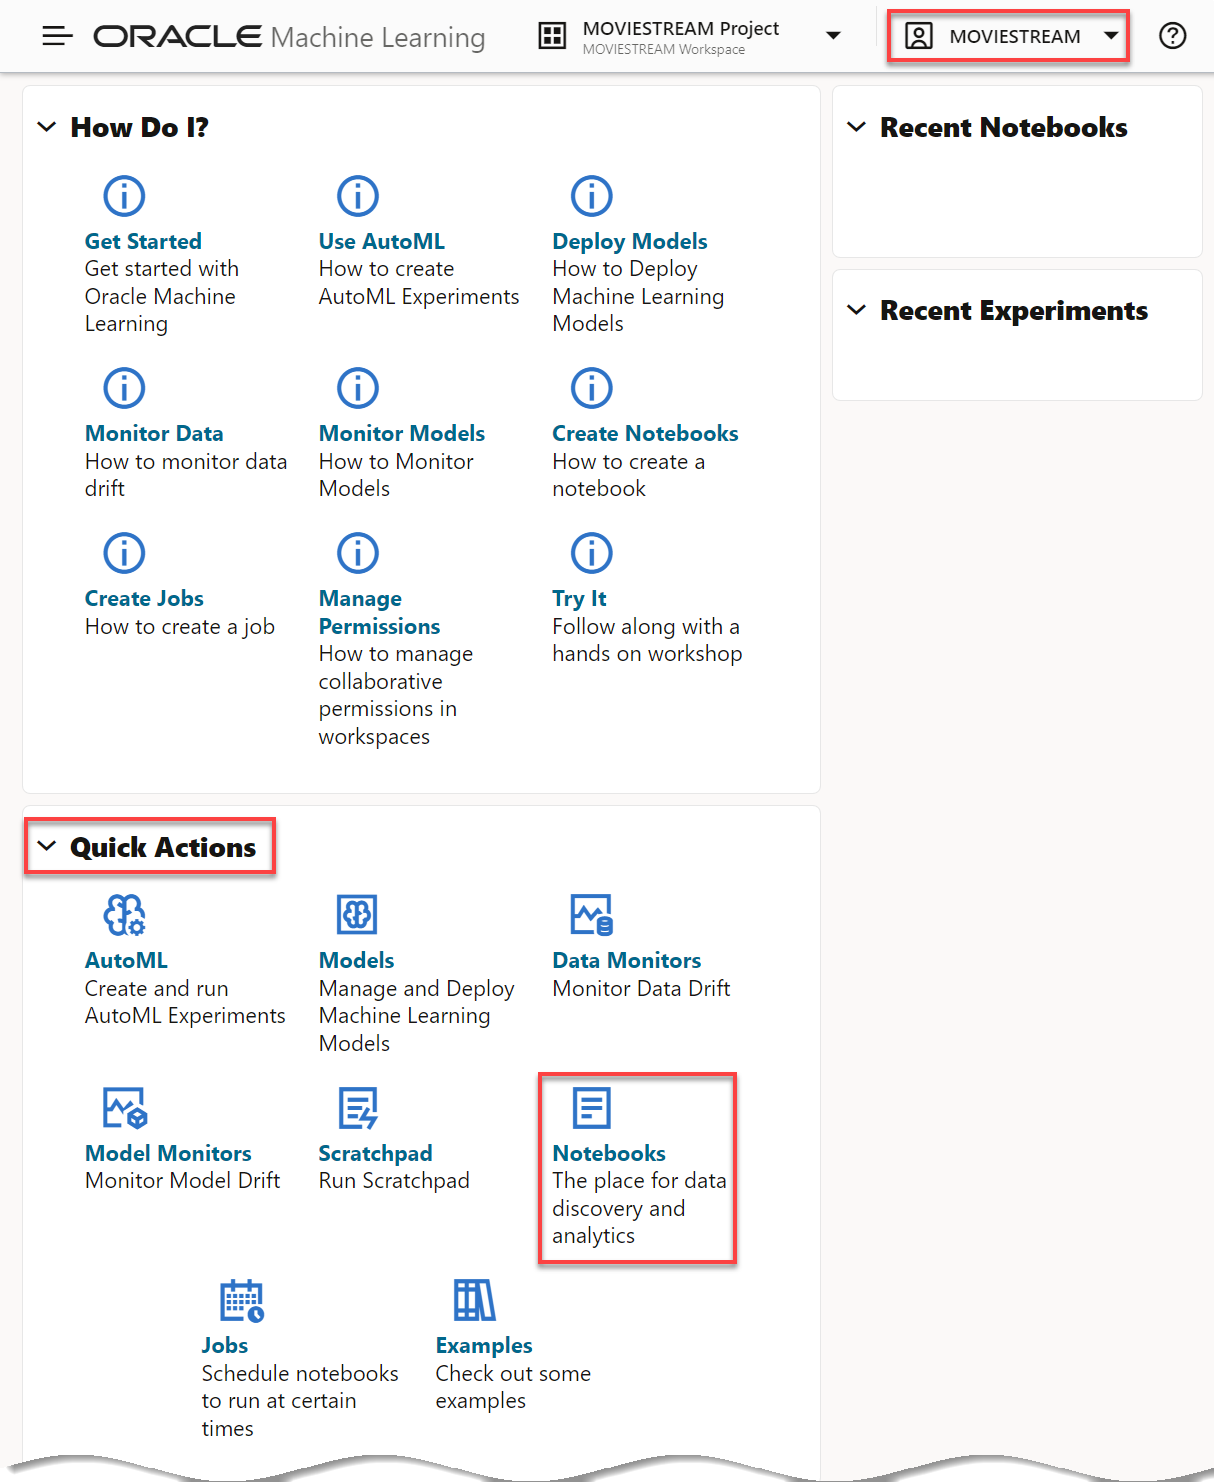 ORACLE Machine Learning
MOVIESTREAM Project
MOVIESTREAM Workspace
MOVIESTREAM
How Do I?
Get Started
Get started with
Oracle Machine
Learning
Use AutoML
How to create
AutoML Experiments
Deploy Models
How to Deploy
Machine Learning
Models
Monitor Data
How to monitor data
drift
Monitor Models
How to Monitor
Models
Create Notebooks
How to create a
notebook
Create Jobs
How to create a job
Manage
Permissions
How to manage
collaborative
permissions in
workspaces
Try It
Follow along with a
hands on workshop
Recent Notebooks
Recent Experiments
Quick Actions
AutoML
Create and run
AutoML Experiments
Models
Manage and Deploy
Machine Learning
Models
Data Monitors
Monitor Data Drift
Model Monitors
Monitor Model Drift
Scratchpad
Run Scratchpad
Notebooks
The place for data
discovery and
analytics
Jobs
Schedule notebooks
to run at certain
times
Examples
Check out some
examples